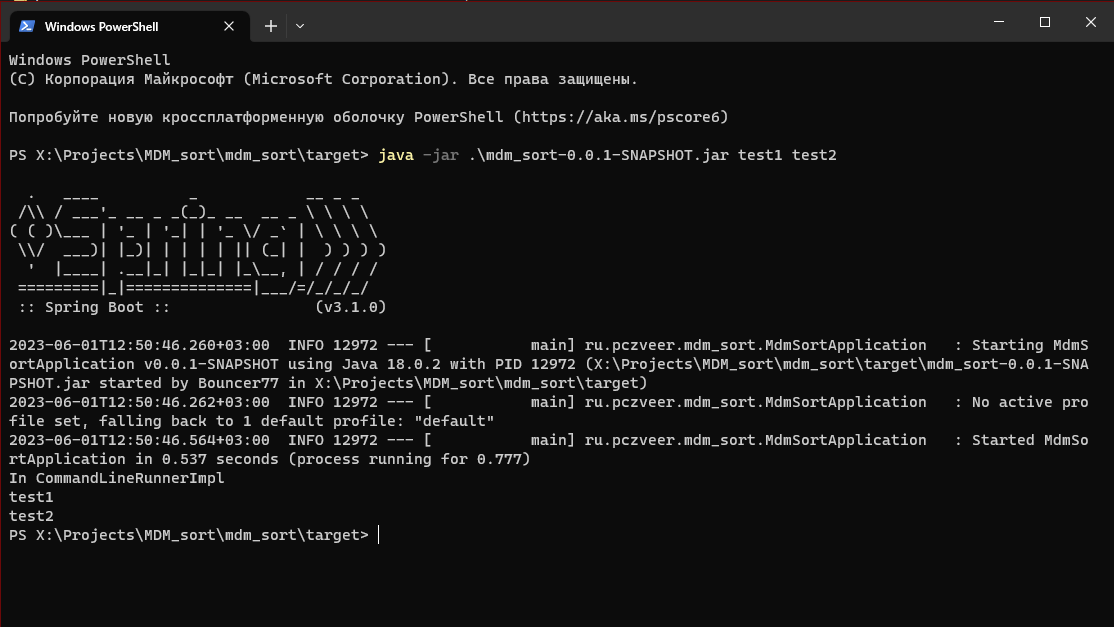 Windows PowerShell
Windows PowerShell
(C) Корпорация Майкрософт (Microsoft Corporation). Все права защищены.
Попробуйте новую кроссплатформенную оболочку PowerShell (https://aka.ms/pscore6)
PS X:\Projects\MDM_sort\mdm_sort\target> java -jar .\mdm_sort-0.0.1-SNAPSHOT.jar test1 test2
  .   ____          _            __ _ _
 /\\ / ___'_ __ _ _(_)_ __  __ _ \ \ \ \
( ( )\___ | '_ | '_| | '_ \/ _` | \ \ \ \
 \\/  ___)| |_)| | | | | || (_| |  ) ) ) )
  '  |____| .__|_| |_|_| |_\__, | / / / /
 =========|_|==============|___/=/_/_/_/
 :: Spring Boot ::                (v3.1.0)
2023-06-01T12:50:46.260+03:00  INFO 12972 --- [           main] ru.pczveer.mdm_sort.MdmSortApplication   : Starting MdmS
ortApplication v0.0.1-SNAPSHOT using Java 18.0.2 with PID 12972 (X:\Projects\MDM_sort\mdm_sort\target\mdm_sort-0.0.1-SNA
PSHOT.jar started by Bouncer77 in X:\Projects\MDM_sort\mdm_sort\target)
2023-06-01T12:50:46.262+03:00  INFO 12972 --- [           main] ru.pczveer.mdm_sort.MdmSortApplication   : No active pro
file set, falling back to 1 default profile: "default"
2023-06-01T12:50:46.564+03:00  INFO 12972 --- [           main] ru.pczveer.mdm_sort.MdmSortApplication   : Started MdmSo
rtApplication in 0.537 seconds (process running for 0.777)
In CommandLineRunnerImpl
test1
test2
PS X:\Projects\MDM_sort\mdm_sort\target>